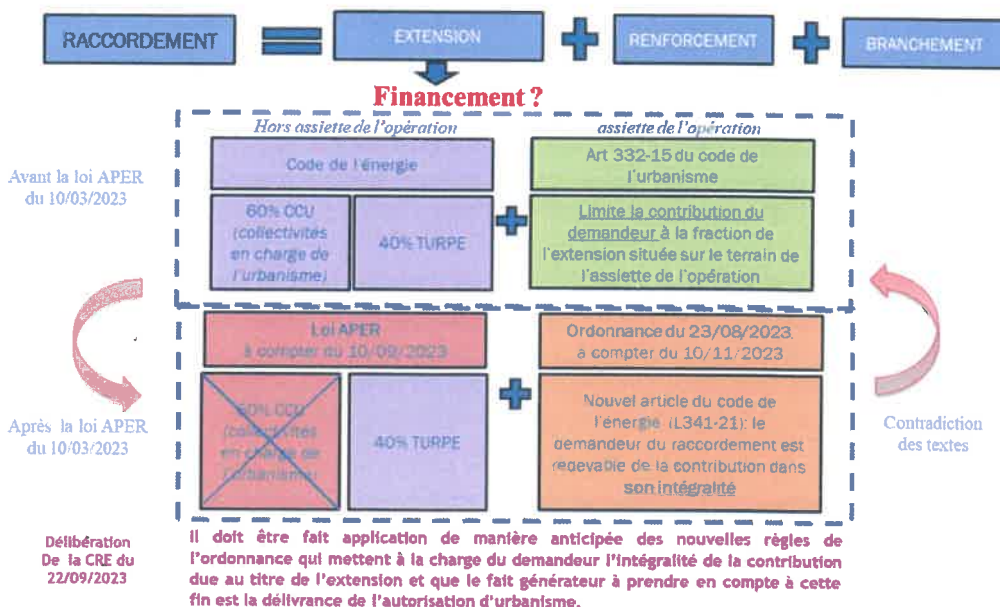 RACCORDEMENT
EXTENSION
RENFORCEMENT
BRANCHEMENT
Financement ?
Hors assiette de l'opération
assiette de l'opération
Avant la loi APER
du 10/03/2023
Code de l'énergie
Art 332-15 du code de
l'urbanisme
60% CCU
(collectivités
en charge de
l'urbanisme)
40% TURPE
Limite la contribution du
demandeur à la fraction de
l'extension située sur le terrain de
l'assiette de l'opération
Loi APER
à compter du 10/09/2023
Ordonnance du 23/08/2023,
à compter du 10/11/2023
Après la loi APER
du 10/03/2023
60% CCU
(collectivités
en charge de
l'urbanisme)
40% TURPE
Nouvel article du code de
l'énergie (L341-21): le
demandeur du raccordement est
redevable de la contribution dans
son intégralité
Contradiction
des textes
Délibération
De la CRE du
22/09/2023
Il doit être fait application de manière anticipée des nouvelles règles de
l'ordonnance qui mettent à la charge du demandeur l'intégralité de la contribution
due au titre de l'extension et que le fait générateur à prendre en compte à cette
fin est la délivrance de l'autorisation d'urbanisme.